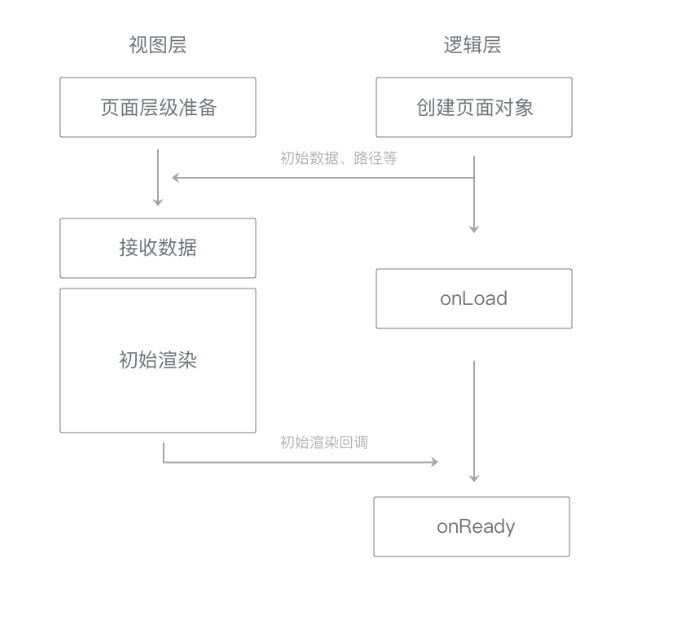 视图层
逻辑层
页面层级准备
创建页面对象
初始数据、路径等
接收数据
onLoad
初始渲染
初始渲染回调
onReady